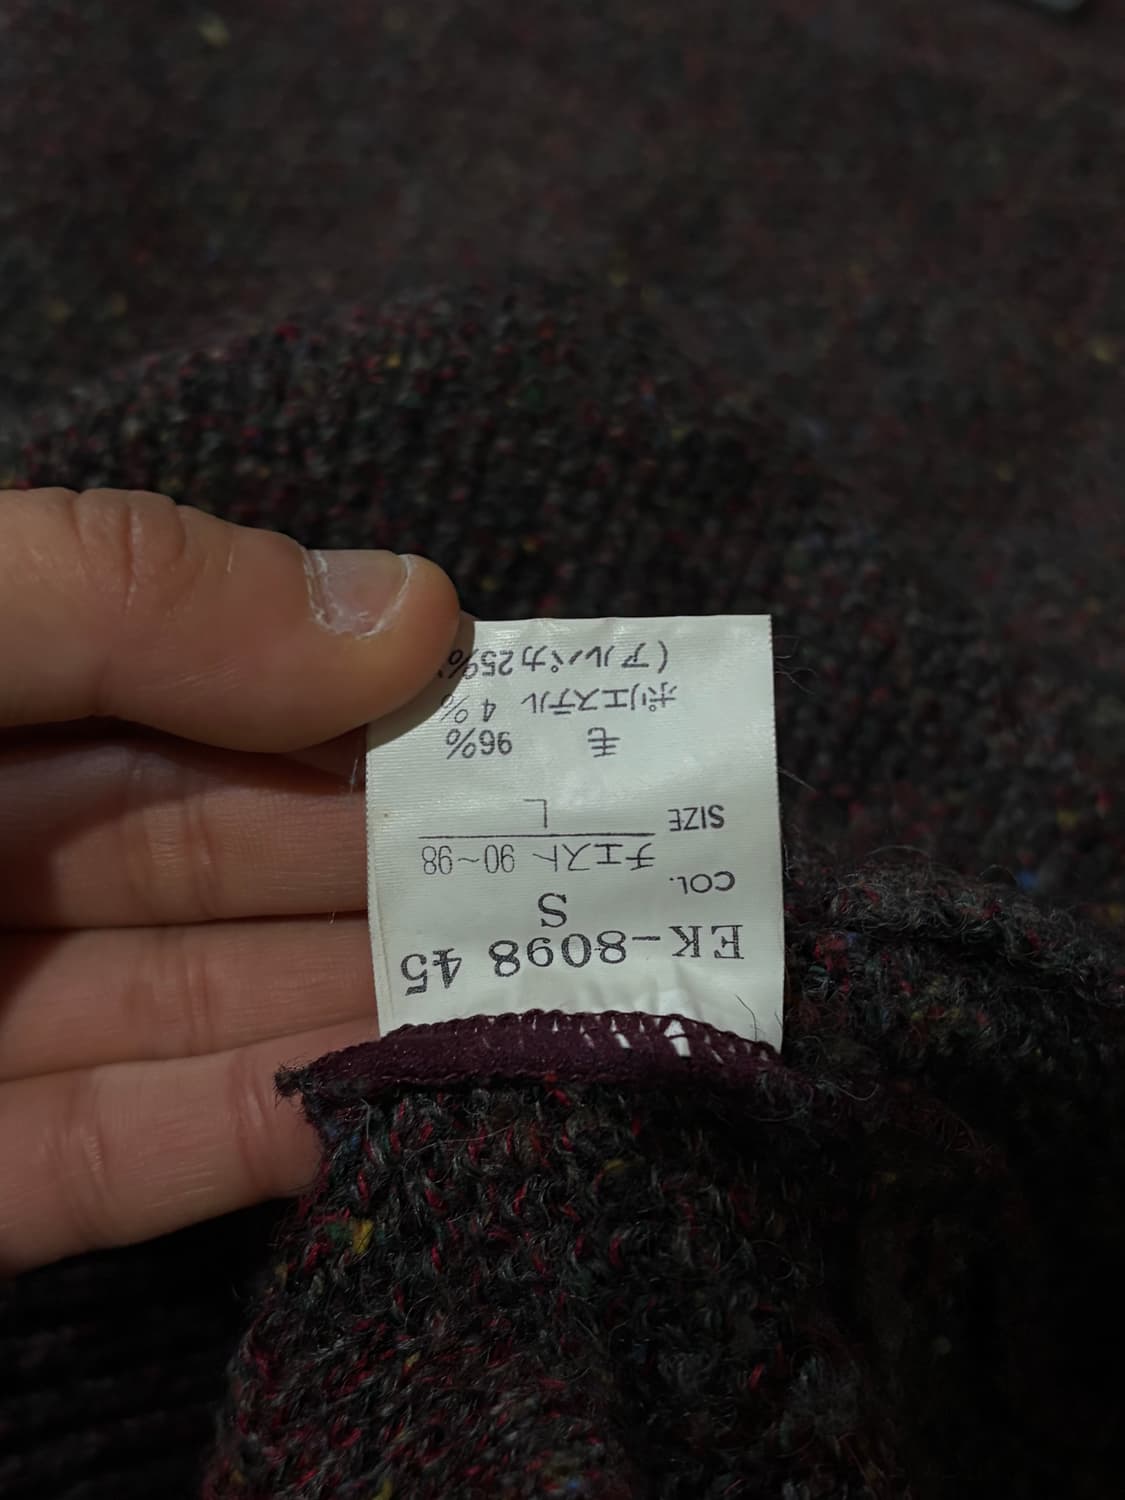 EK-8098 45
S
COL.
チエスト 90~98
SIZE L
毛 96%
ポリエステル 4%
(アルパカ25%